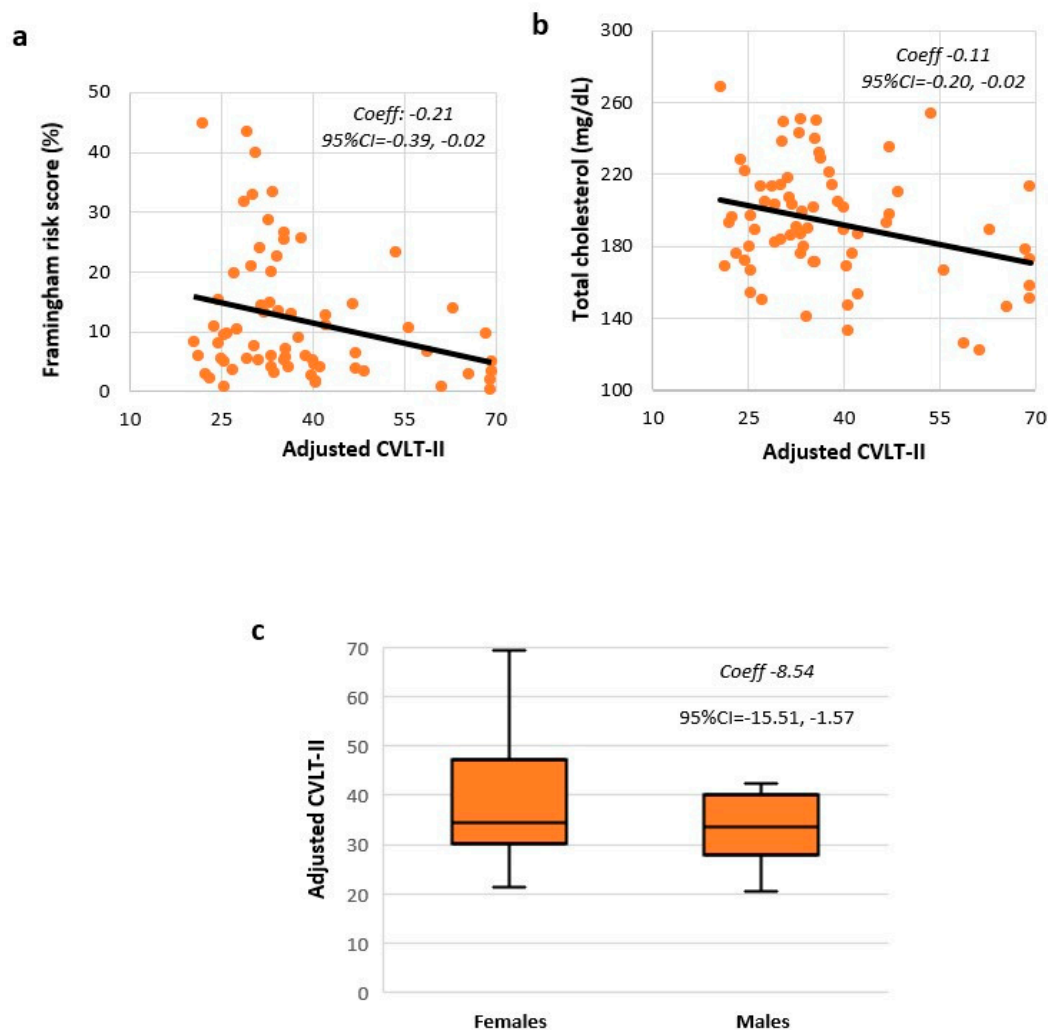 a
Coeff: -0.21
95%CI=-0.39, -0.02
Framingham risk score (%)
50
40
30
20
10
0
10 25 40 55 70
Adjusted CVLT-II
b
Coeff -0.11
95%CI=-0.20, -0.02
Total cholesterol (mg/dL)
300
260
220
180
140
100
10 25 40 55 70
Adjusted CVLT-II
c
Coeff -8.54
95%CI=-15.51, -1.57
Adjusted CVLT-II
70
60
50
40
30
20
10
0
Females Males